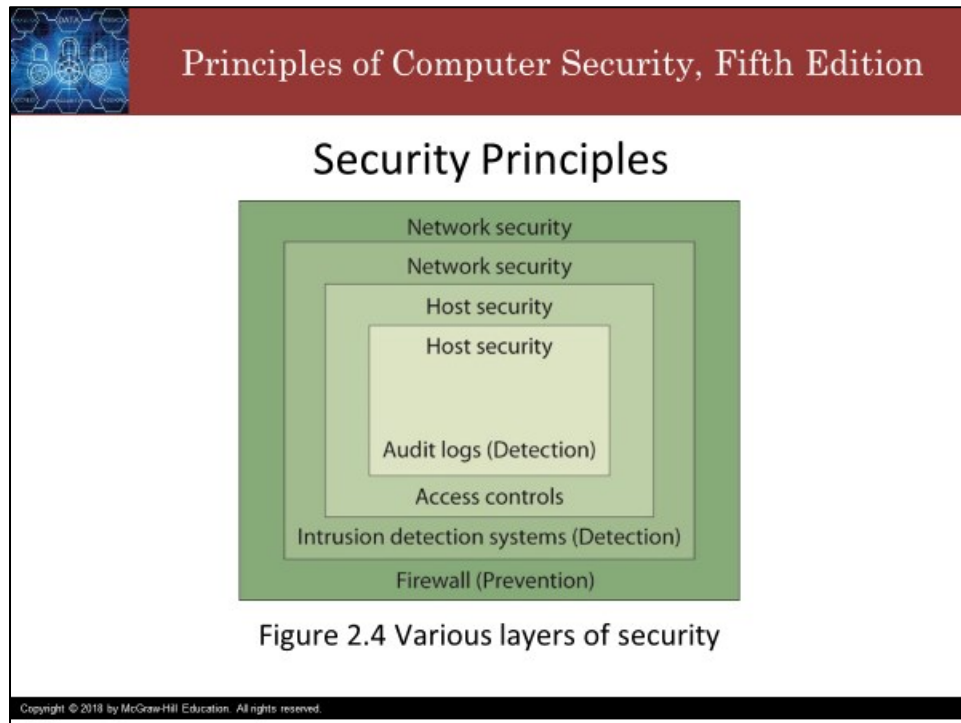 DATA
Principles of Computer Security, Fifth Edition
Security Principles
Network security
Network security
Host security
Host security
Audit logs (Detection)
Access controls
Intrusion detection systems (Detection)
Firewall (Prevention)
Figure 2.4 Various layers of security
Copyright © 2018 by McGraw-Hill Education. All rights reserved.